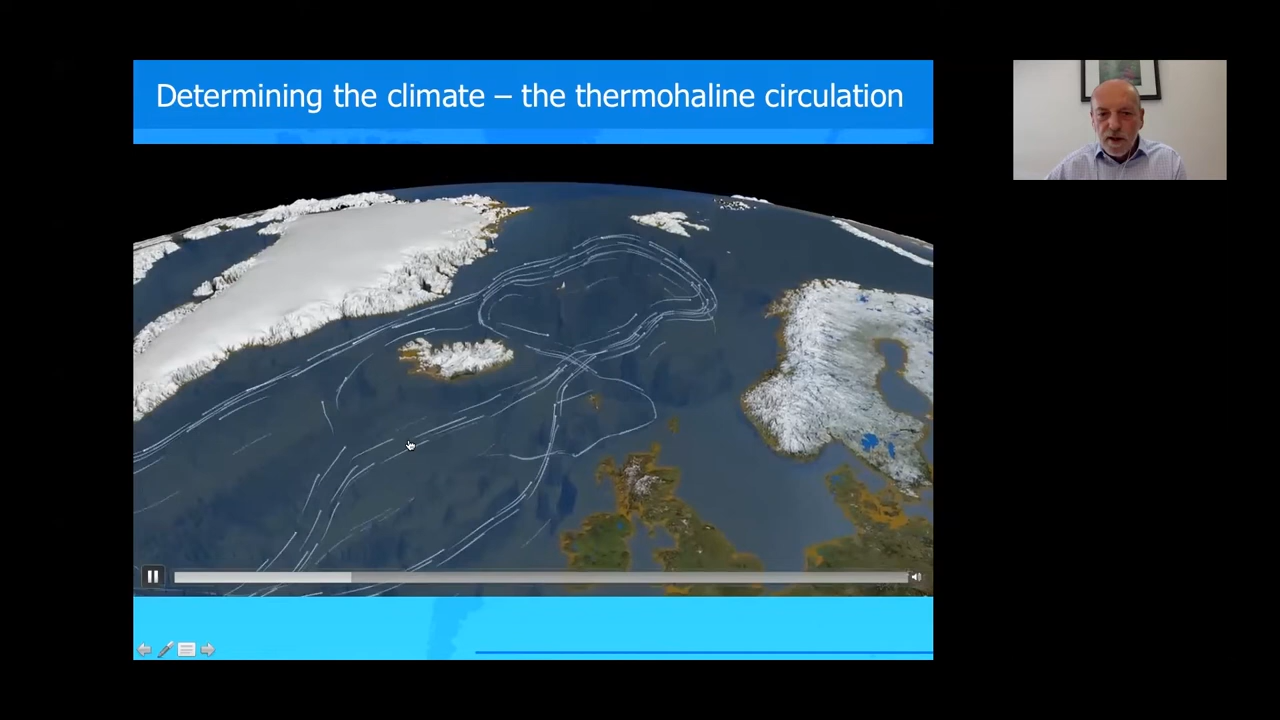 Determining the climate – the thermohaline circulation